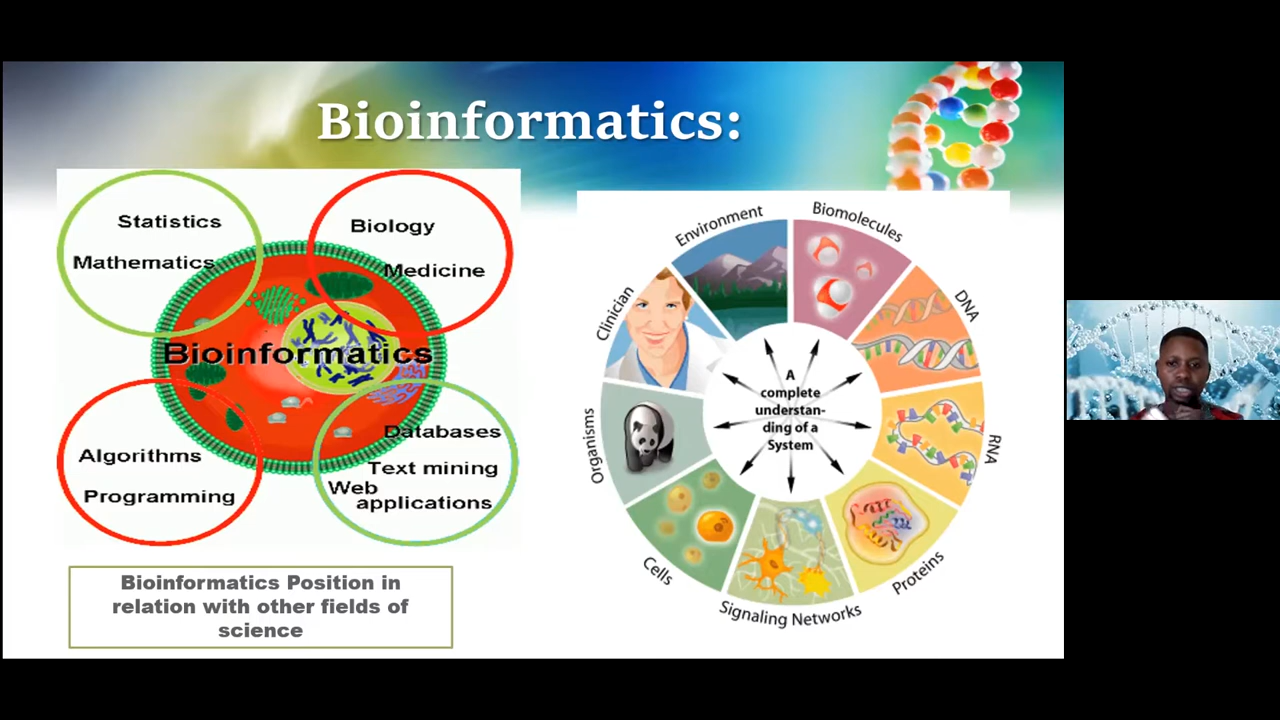 Bioinformatics:
Statistics
Mathematics
Biology
Medicine
Bioinformatics
Algorithms
Programming
Databases
Text mining
Web
applications
Bioinformatics Position in
relation with other fields of
science
Environment
Biomolecules
DNA
RNA
Proteins
Signaling Networks
Cells
Organisms
Clinician
A
complete
understan-
ding of a
System